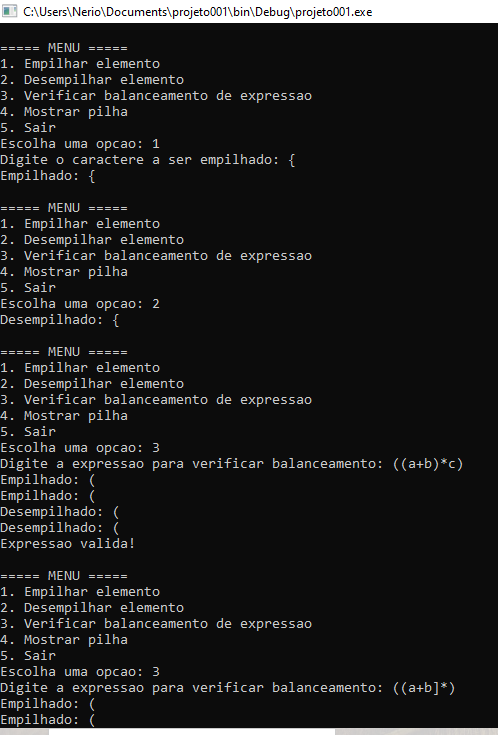 C:\Users\Nerio\Documents\projeto001\bin\Debug\projeto001.exe
===== MENU =====
1. Empilhar elemento
2. Desempilhar elemento
3. Verificar balanceamento de expressao
4. Mostrar pilha
5. Sair
Escolha uma opcao: 1
Digite o caractere a ser empilhado: {
Empilhado: {
===== MENU =====
1. Empilhar elemento
2. Desempilhar elemento
3. Verificar balanceamento de expressao
4. Mostrar pilha
5. Sair
Escolha uma opcao: 2
Desempilhado: {
===== MENU =====
1. Empilhar elemento
2. Desempilhar elemento
3. Verificar balanceamento de expressao
4. Mostrar pilha
5. Sair
Escolha uma opcao: 3
Digite a expressao para verificar balanceamento: ((a+b)*c)
Empilhado: (
Empilhado: (
Desempilhado: (
Desempilhado: (
Expressao valida!
===== MENU =====
1. Empilhar elemento
2. Desempilhar elemento
3. Verificar balanceamento de expressao
4. Mostrar pilha
5. Sair
Escolha uma opcao: 3
Digite a expressao para verificar balanceamento: ((a+b]*)
Empilhado: (
Empilhado: (